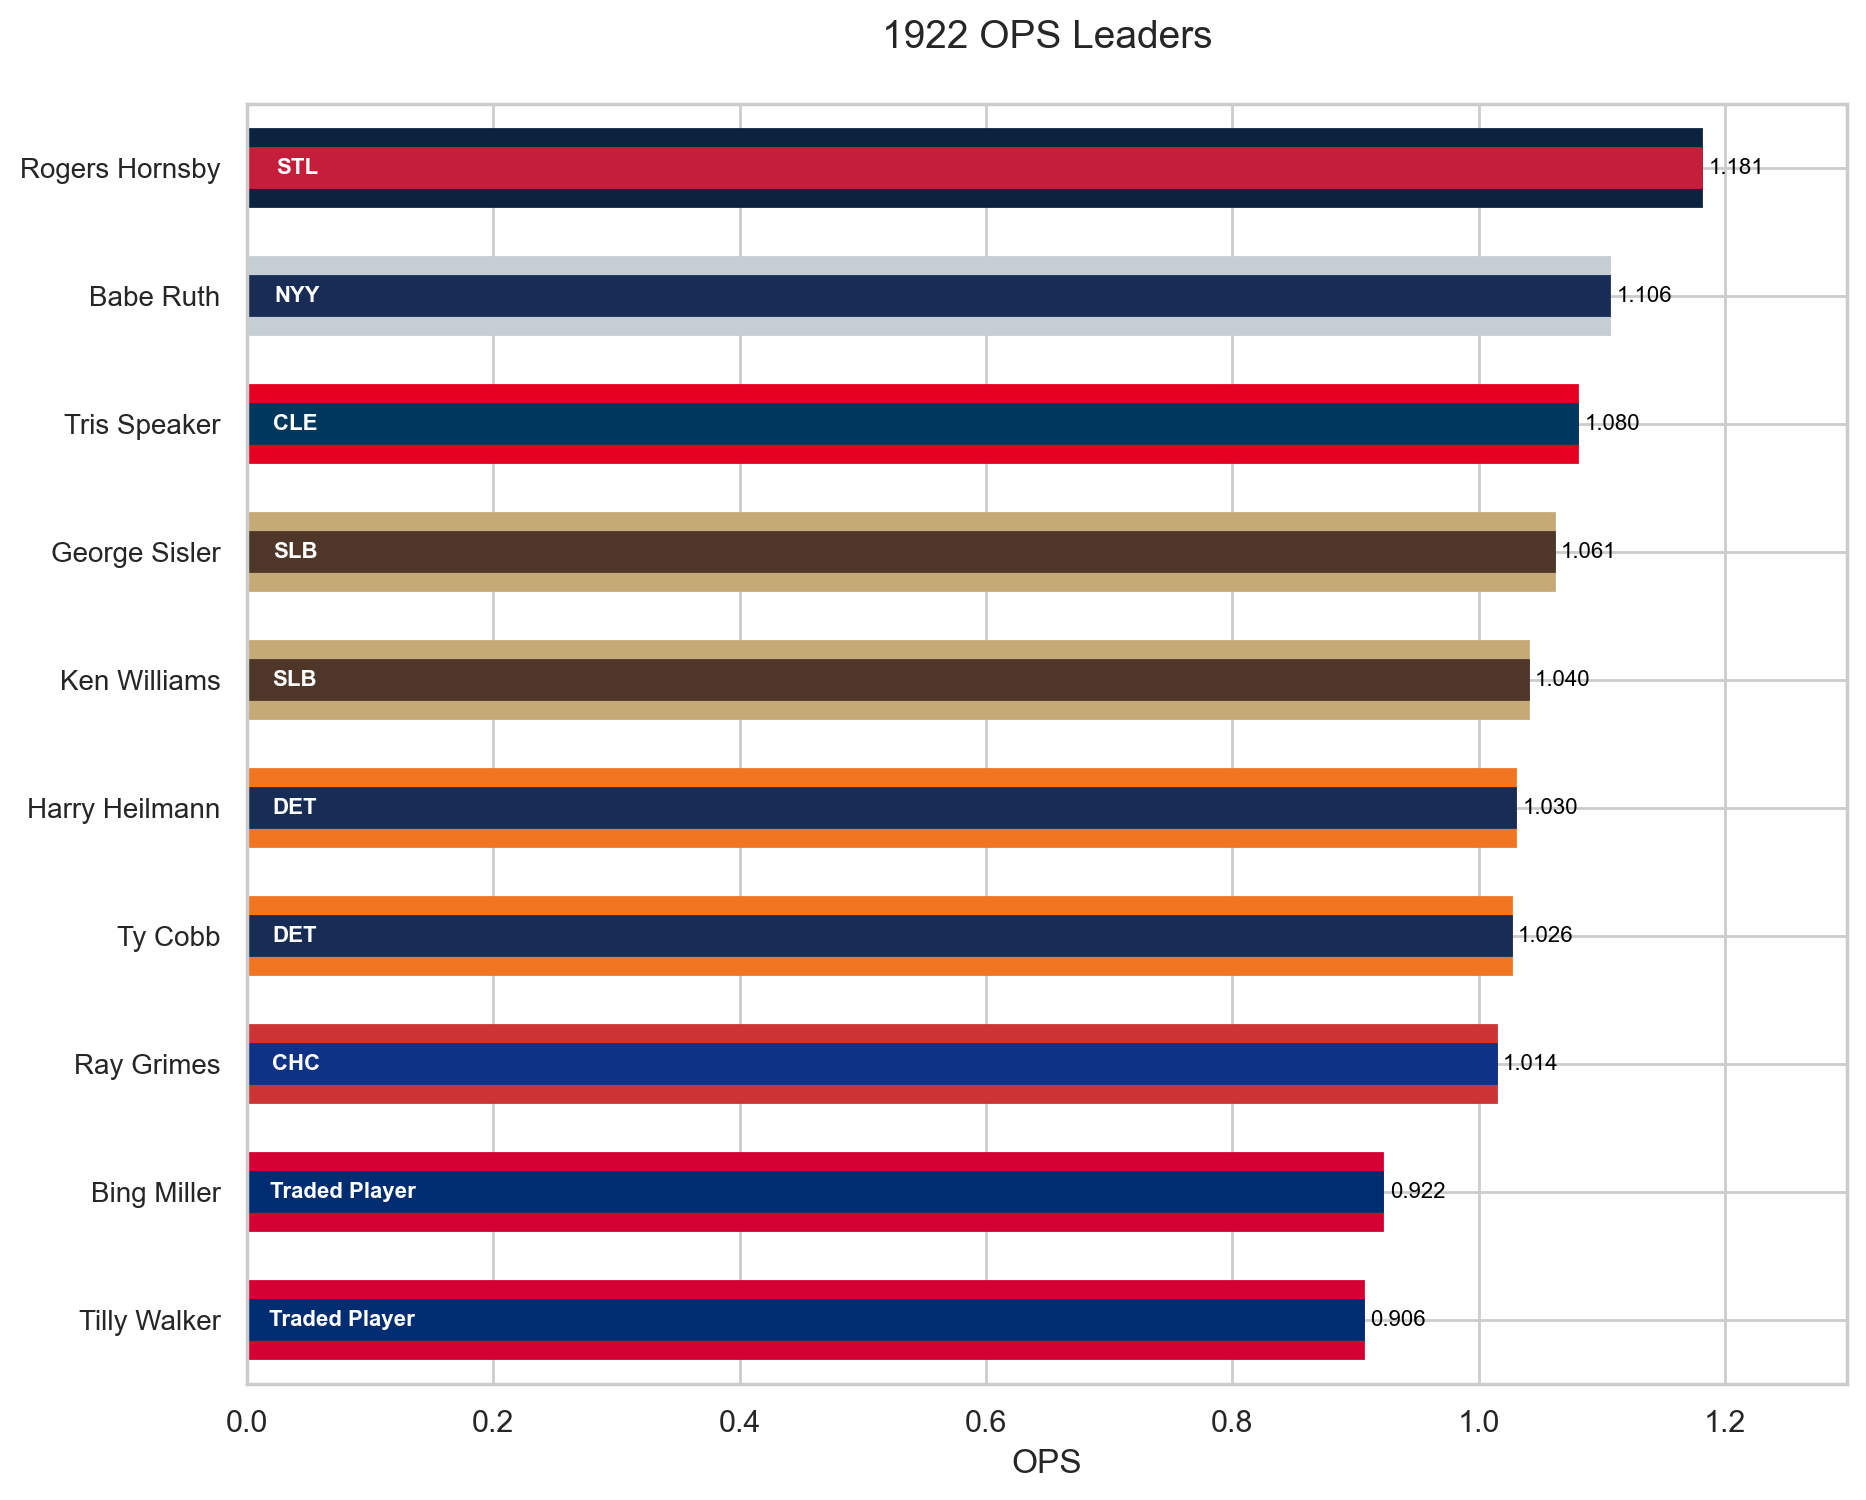 1922 OPS Leaders
Rogers Hornsby STL 1.181
Babe Ruth NYY 1.106
Tris Speaker CLE 1.080
George Sisler SLB 1.061
Ken Williams SLB 1.040
Harry Heilmann DET 1.030
Ty Cobb DET 1.026
Ray Grimes CHC 1.014
Bing Miller Traded Player 0.922
Tilly Walker Traded Player 0.906
0.0 0.2 0.4 0.6 0.8 1.0 1.2
OPS